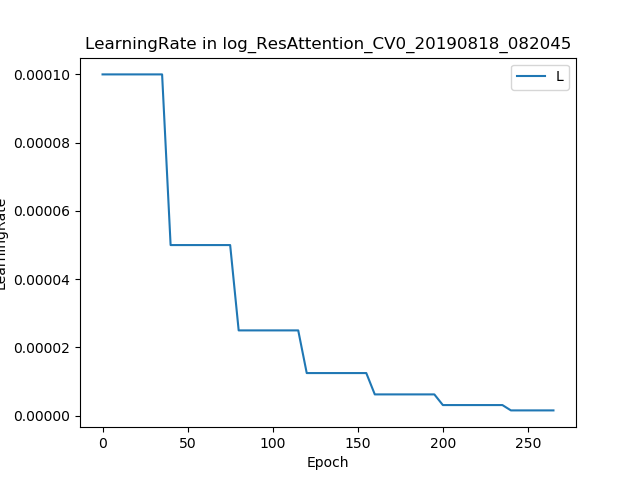 LearningRate in log_ResAttention_CV0_20190818_082045
L
0.00010
0.00008
0.00006
0.00004
0.00002
0.00000
LearningRate
0 50 100 150 200 250
Epoch